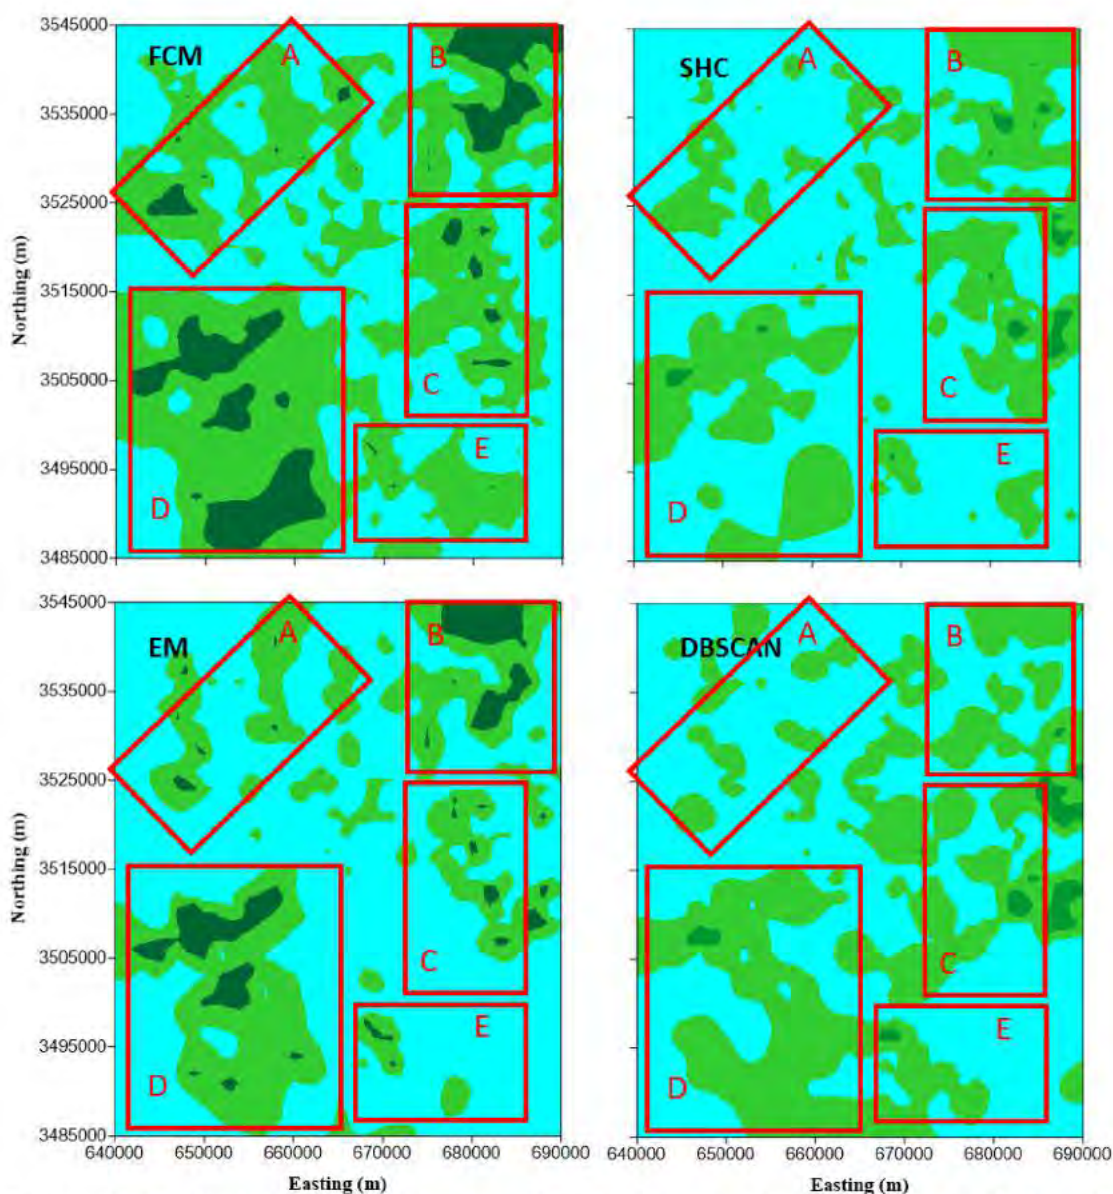 FCM
A
B
C
D
E
3545000
3535000
3525000
3515000
3505000
3495000
3485000
Northing (m)
SHC
A
B
C
D
E
EM
A
B
C
D
E
3545000
3535000
3525000
3515000
3505000
3495000
3485000
Northing (m)
640000 650000 660000 670000 680000 690000
Easting (m)
DBSCAN
A
B
C
D
E
640000 650000 660000 670000 680000 690000
Easting (m)